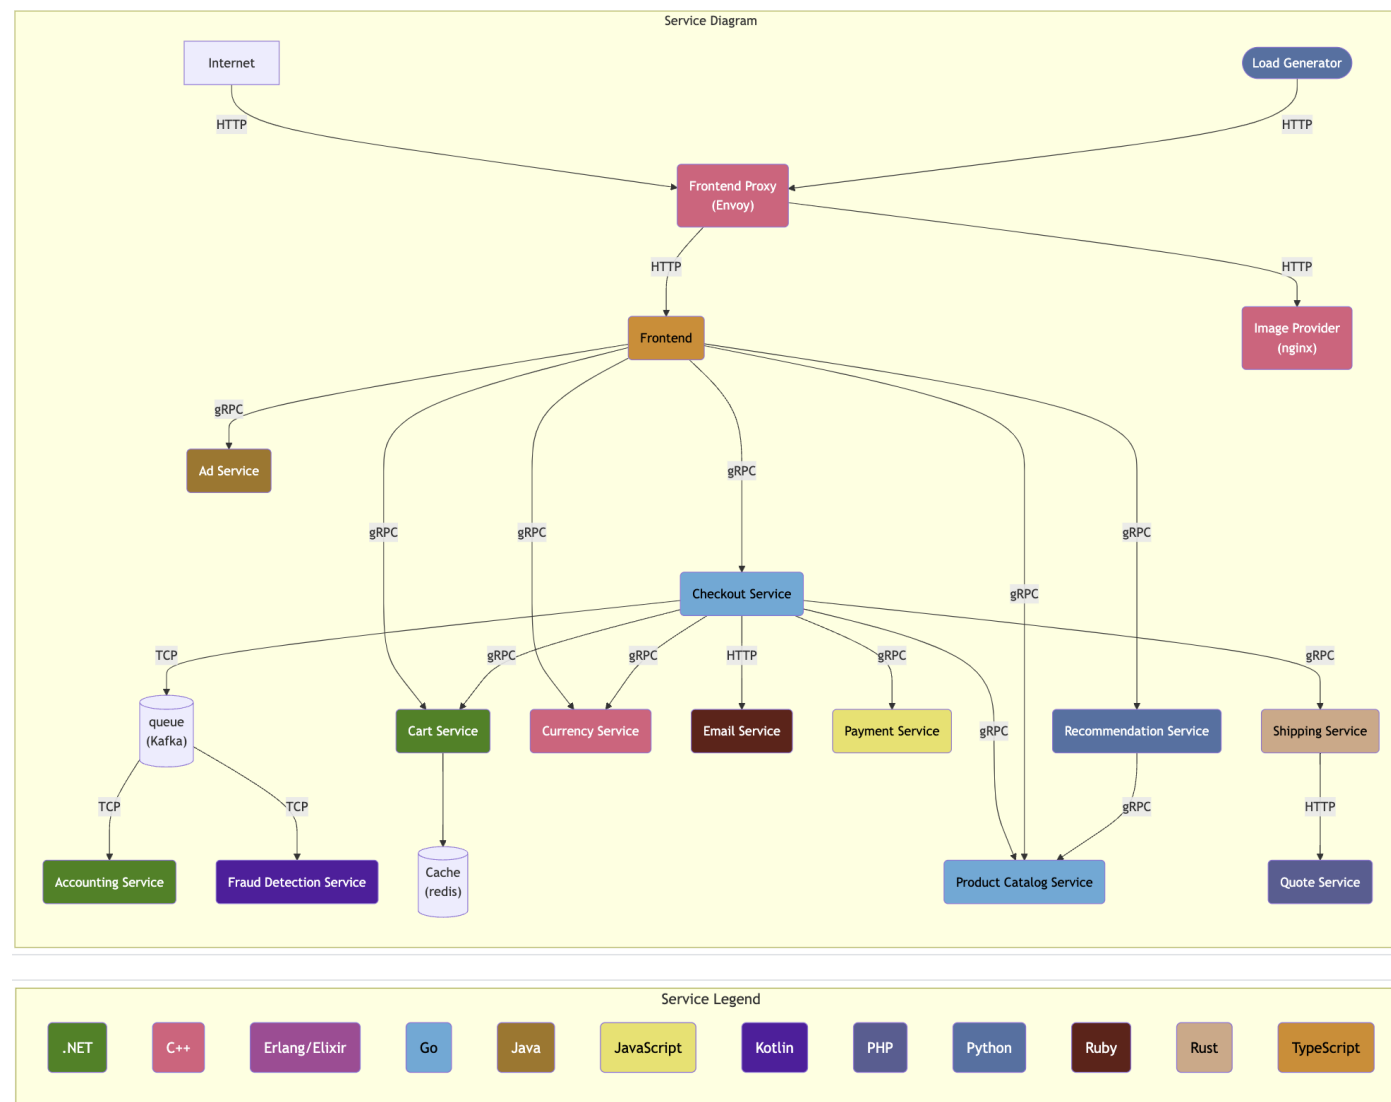 Service Diagram
Internet
Load Generator
HTTP
HTTP
Frontend Proxy
(Envoy)
HTTP
HTTP
Frontend
Image Provider
(nginx)
gRPC
Ad Service
gRPC
gRPC
gRPC
gRPC
Checkout Service
gRPC
TCP
gRPC
gRPC
HTTP
gRPC
gRPC
queue
(Kafka)
Cart Service
Currency Service
Email Service
Payment Service
gRPC
Recommendation Service
Shipping Service
TCP
TCP
gRPC
HTTP
Accounting Service
Fraud Detection Service
Cache
(redis)
Product Catalog Service
Quote Service
Service Legend
.NET
C++
Erlang/Elixir
Go
Java
JavaScript
Kotlin
PHP
Python
Ruby
Rust
TypeScript